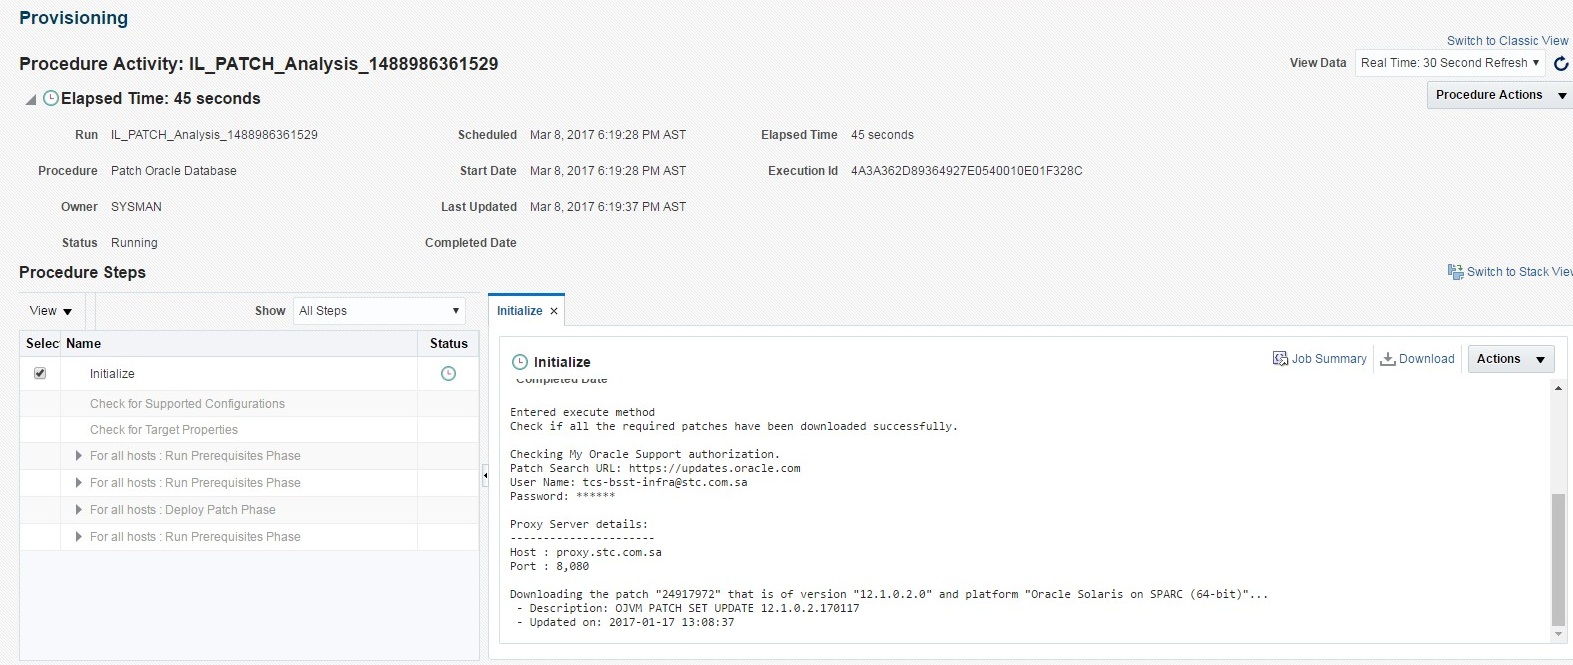 Provisioning
Switch to Classic View
Procedure Activity: IL_PATCH_Analysis_1488986361529
View Data Real Time: 30 Second Refresh
Elapsed Time: 45 seconds
Procedure Actions
Run IL_PATCH_Analysis_1488986361529 Scheduled Mar 8, 2017 6:19:28 PM AST Elapsed Time 45 seconds
Procedure Patch Oracle Database Start Date Mar 8, 2017 6:19:28 PM AST Execution Id 4A3A362D89364927E0540010E01F328C
Owner SYSMAN Last Updated Mar 8, 2017 6:19:37 PM AST
Status Running Completed Date
Procedure Steps
Switch to Stack View
View Show All Steps
Selec Name Status
Initialize
Check for Supported Configurations
Check for Target Properties
For all hosts : Run Prerequisites Phase
For all hosts : Run Prerequisites Phase
For all hosts : Deploy Patch Phase
For all hosts : Run Prerequisites Phase
Initialize ×
Initialize
Job Summary Download Actions
Completed Date
Entered execute method
Check if all the required patches have been downloaded successfully.
Checking My Oracle Support authorization.
Patch Search URL: https://updates.oracle.com
User Name: tcs-bsst-infra@stc.com.sa
Password: ******
Proxy Server details:
----------------------
Host : proxy.stc.com.sa
Port : 8,080
Downloading the patch "24917972" that is of version "12.1.0.2.0" and platform "Oracle Solaris on SPARC (64-bit)"...
- Description: OJVM PATCH SET UPDATE 12.1.0.2.170117
- Updated on: 2017-01-17 13:08:37